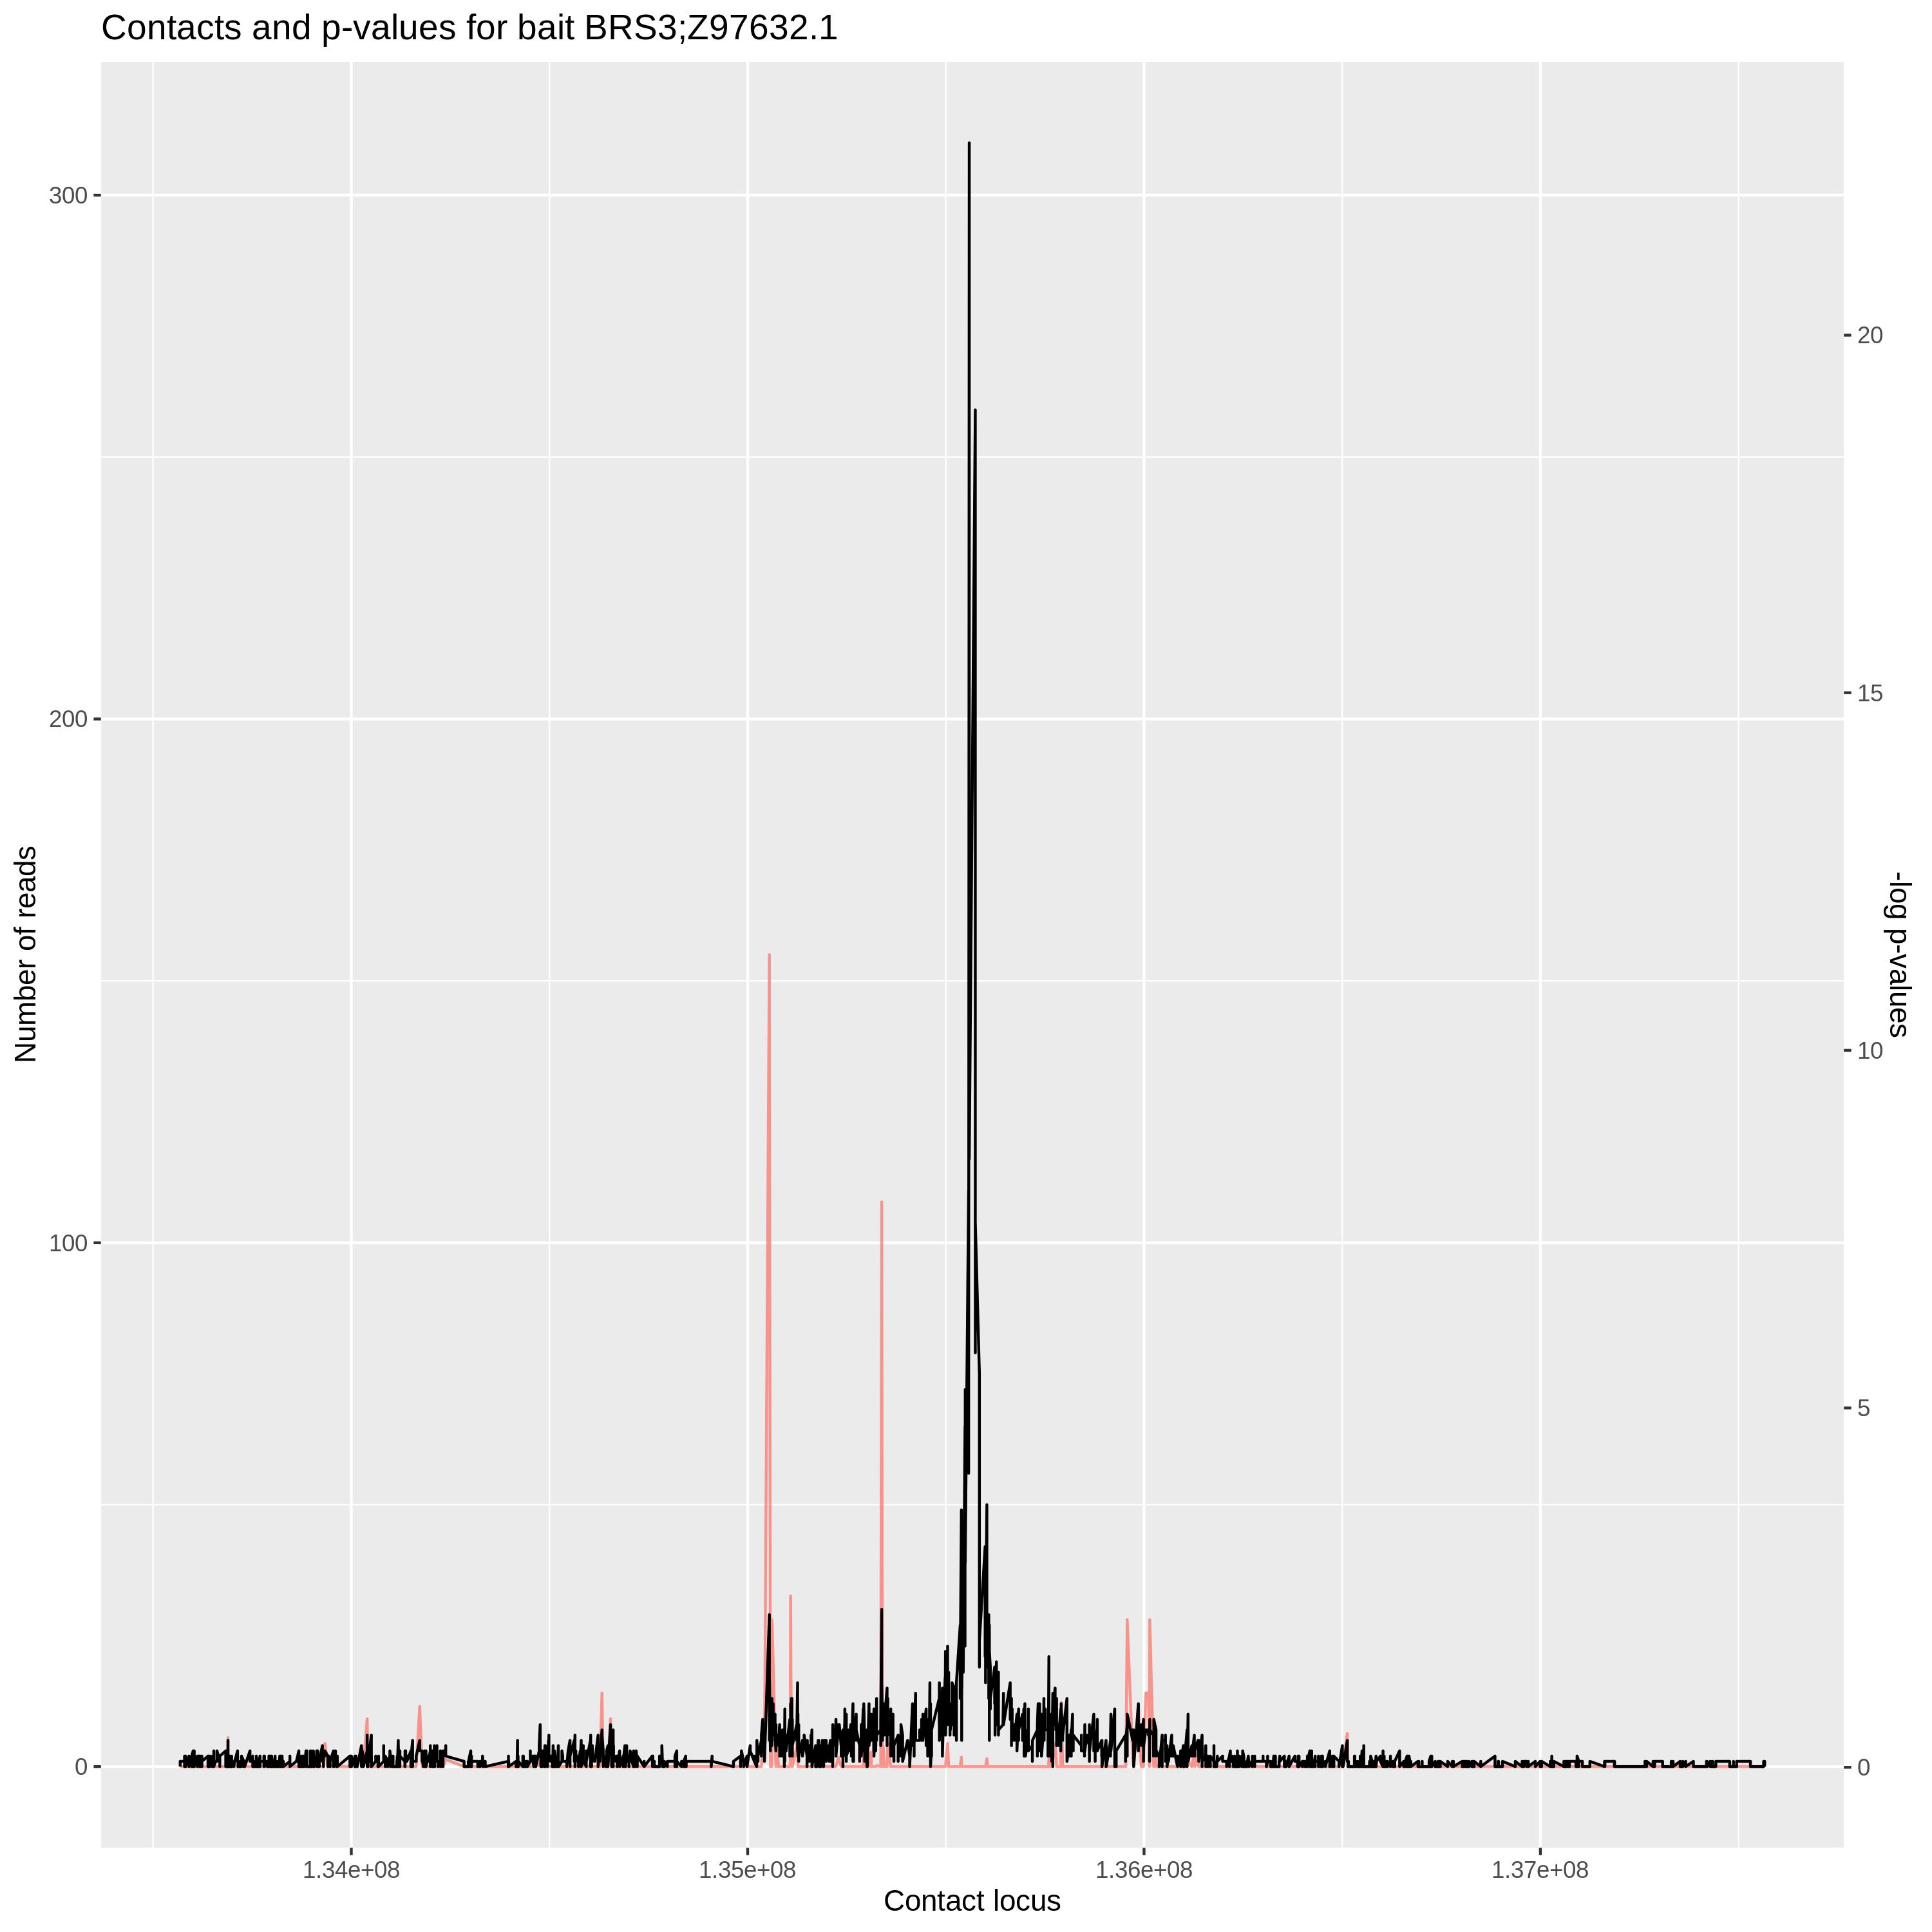 Contacts and p-values for bait BRS3;Z97632.1
300
200
100
0
Number of reads
20
15
10
5
0
-log p-values
1.34e+08
1.35e+08
1.36e+08
1.37e+08
Contact locus